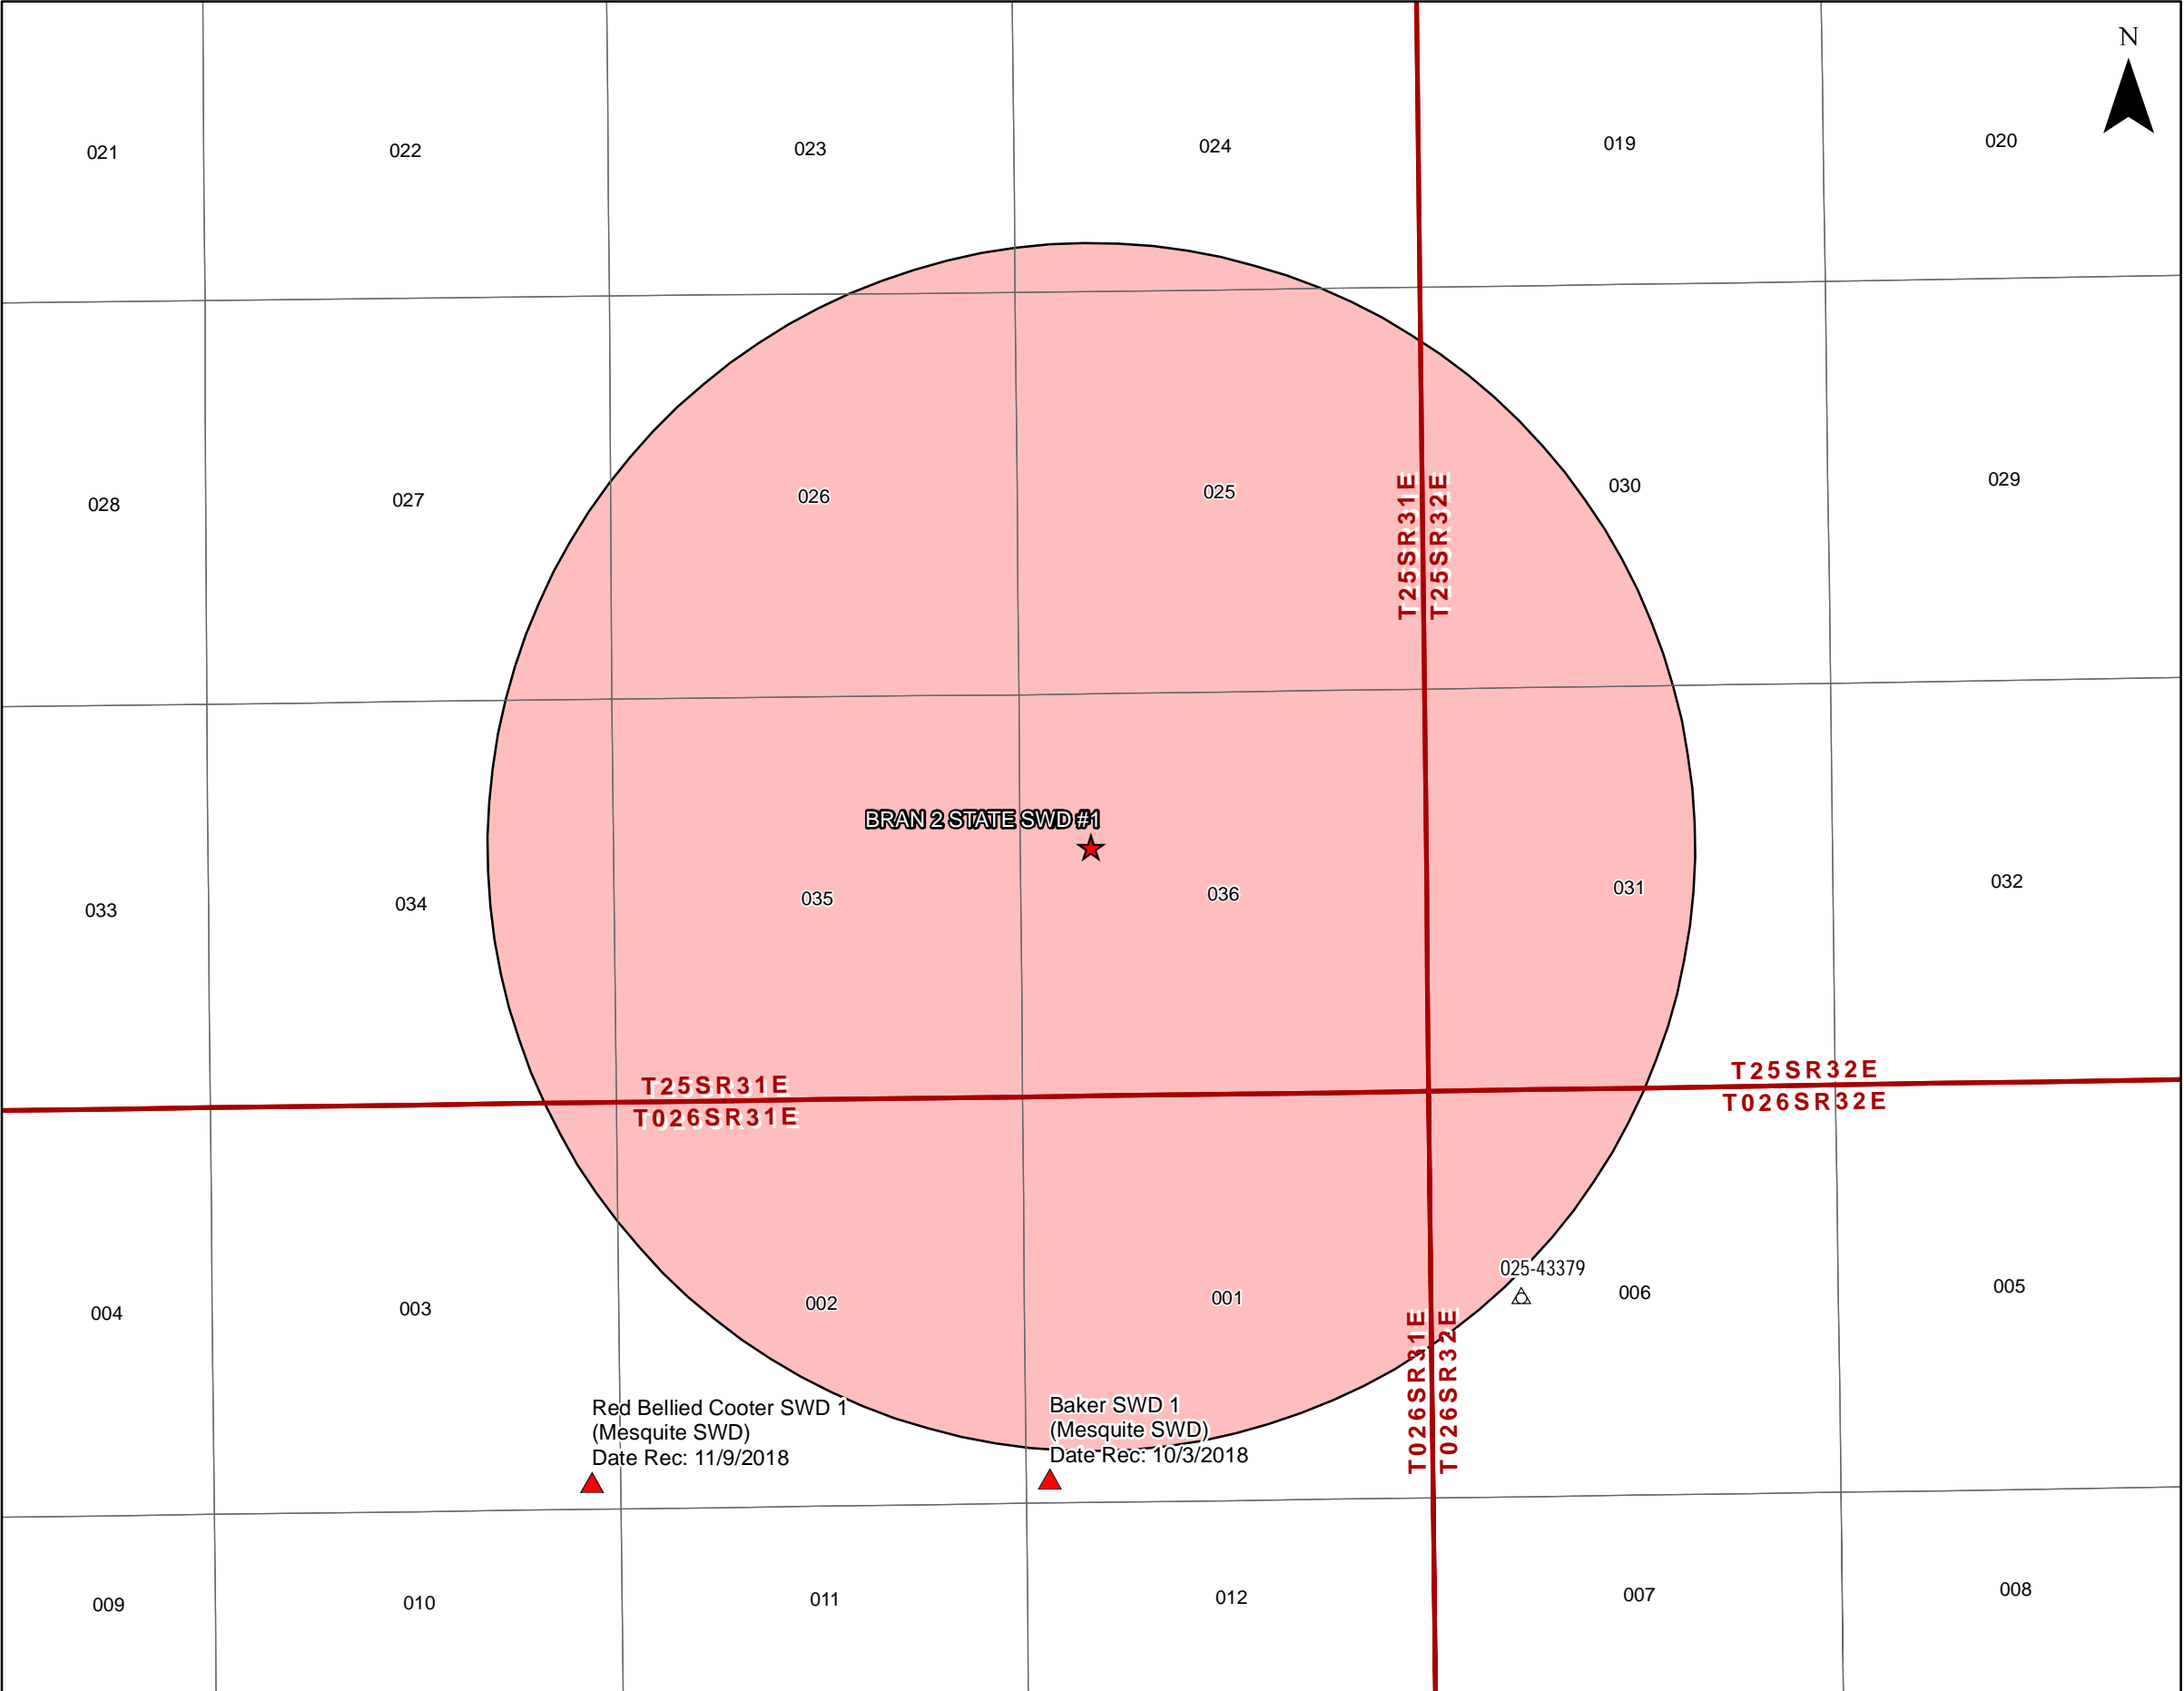 N
021
022
023
024
019
020
028
027
026
025
030
029
T25SR31E
T25SR32E
BRAN 2 STATE SWD #1
033
034
035
036
031
032
T25SR31E
T026SR31E
T25SR32E
T026SR32E
004
003
002
001
025-43379
006
005
T026SR31E
T026SR32E
Red Bellied Cooter SWD 1
(Mesquite SWD)
Date Rec: 11/9/2018
Baker SWD 1
(Mesquite SWD)
Date Rec: 10/3/2018
009
010
011
012
007
008